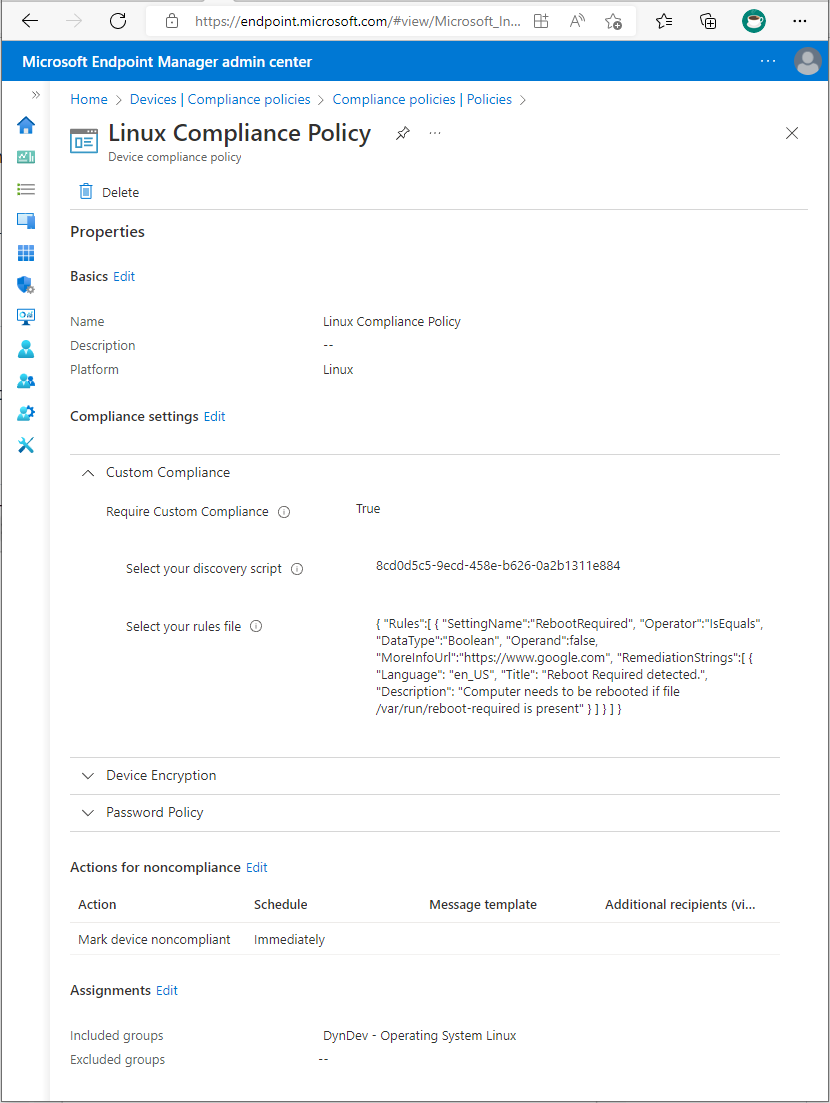 https://endpoint.microsoft.com/#view/Microsoft_In...
Microsoft Endpoint Manager admin center
Home > Devices | Compliance policies > Compliance policies | Policies >
Linux Compliance Policy
Device compliance policy
Delete
Properties
Basics Edit
Name Linux Compliance Policy
Description --
Platform Linux
Compliance settings Edit
Custom Compliance
Require Custom Compliance True
Select your discovery script 8cd0d5c5-9ecd-458e-b626-0a2b1311e884
Select your rules file { "Rules":[ { "SettingName":"RebootRequired", "Operator":"IsEquals",
"DataType":"Boolean", "Operand":false,
"MoreInfoUrl":"https://www.google.com", "RemediationStrings":[ {
"Language": "en_US", "Title": "Reboot Required detected.",
"Description": "Computer needs to be rebooted if file
/var/run/reboot-required is present" } ] } ] }
Device Encryption
Password Policy
Actions for noncompliance Edit
Action Schedule Message template Additional recipients (vi...
Mark device noncompliant Immediately
Assignments Edit
Included groups DynDev - Operating System Linux
Excluded groups --